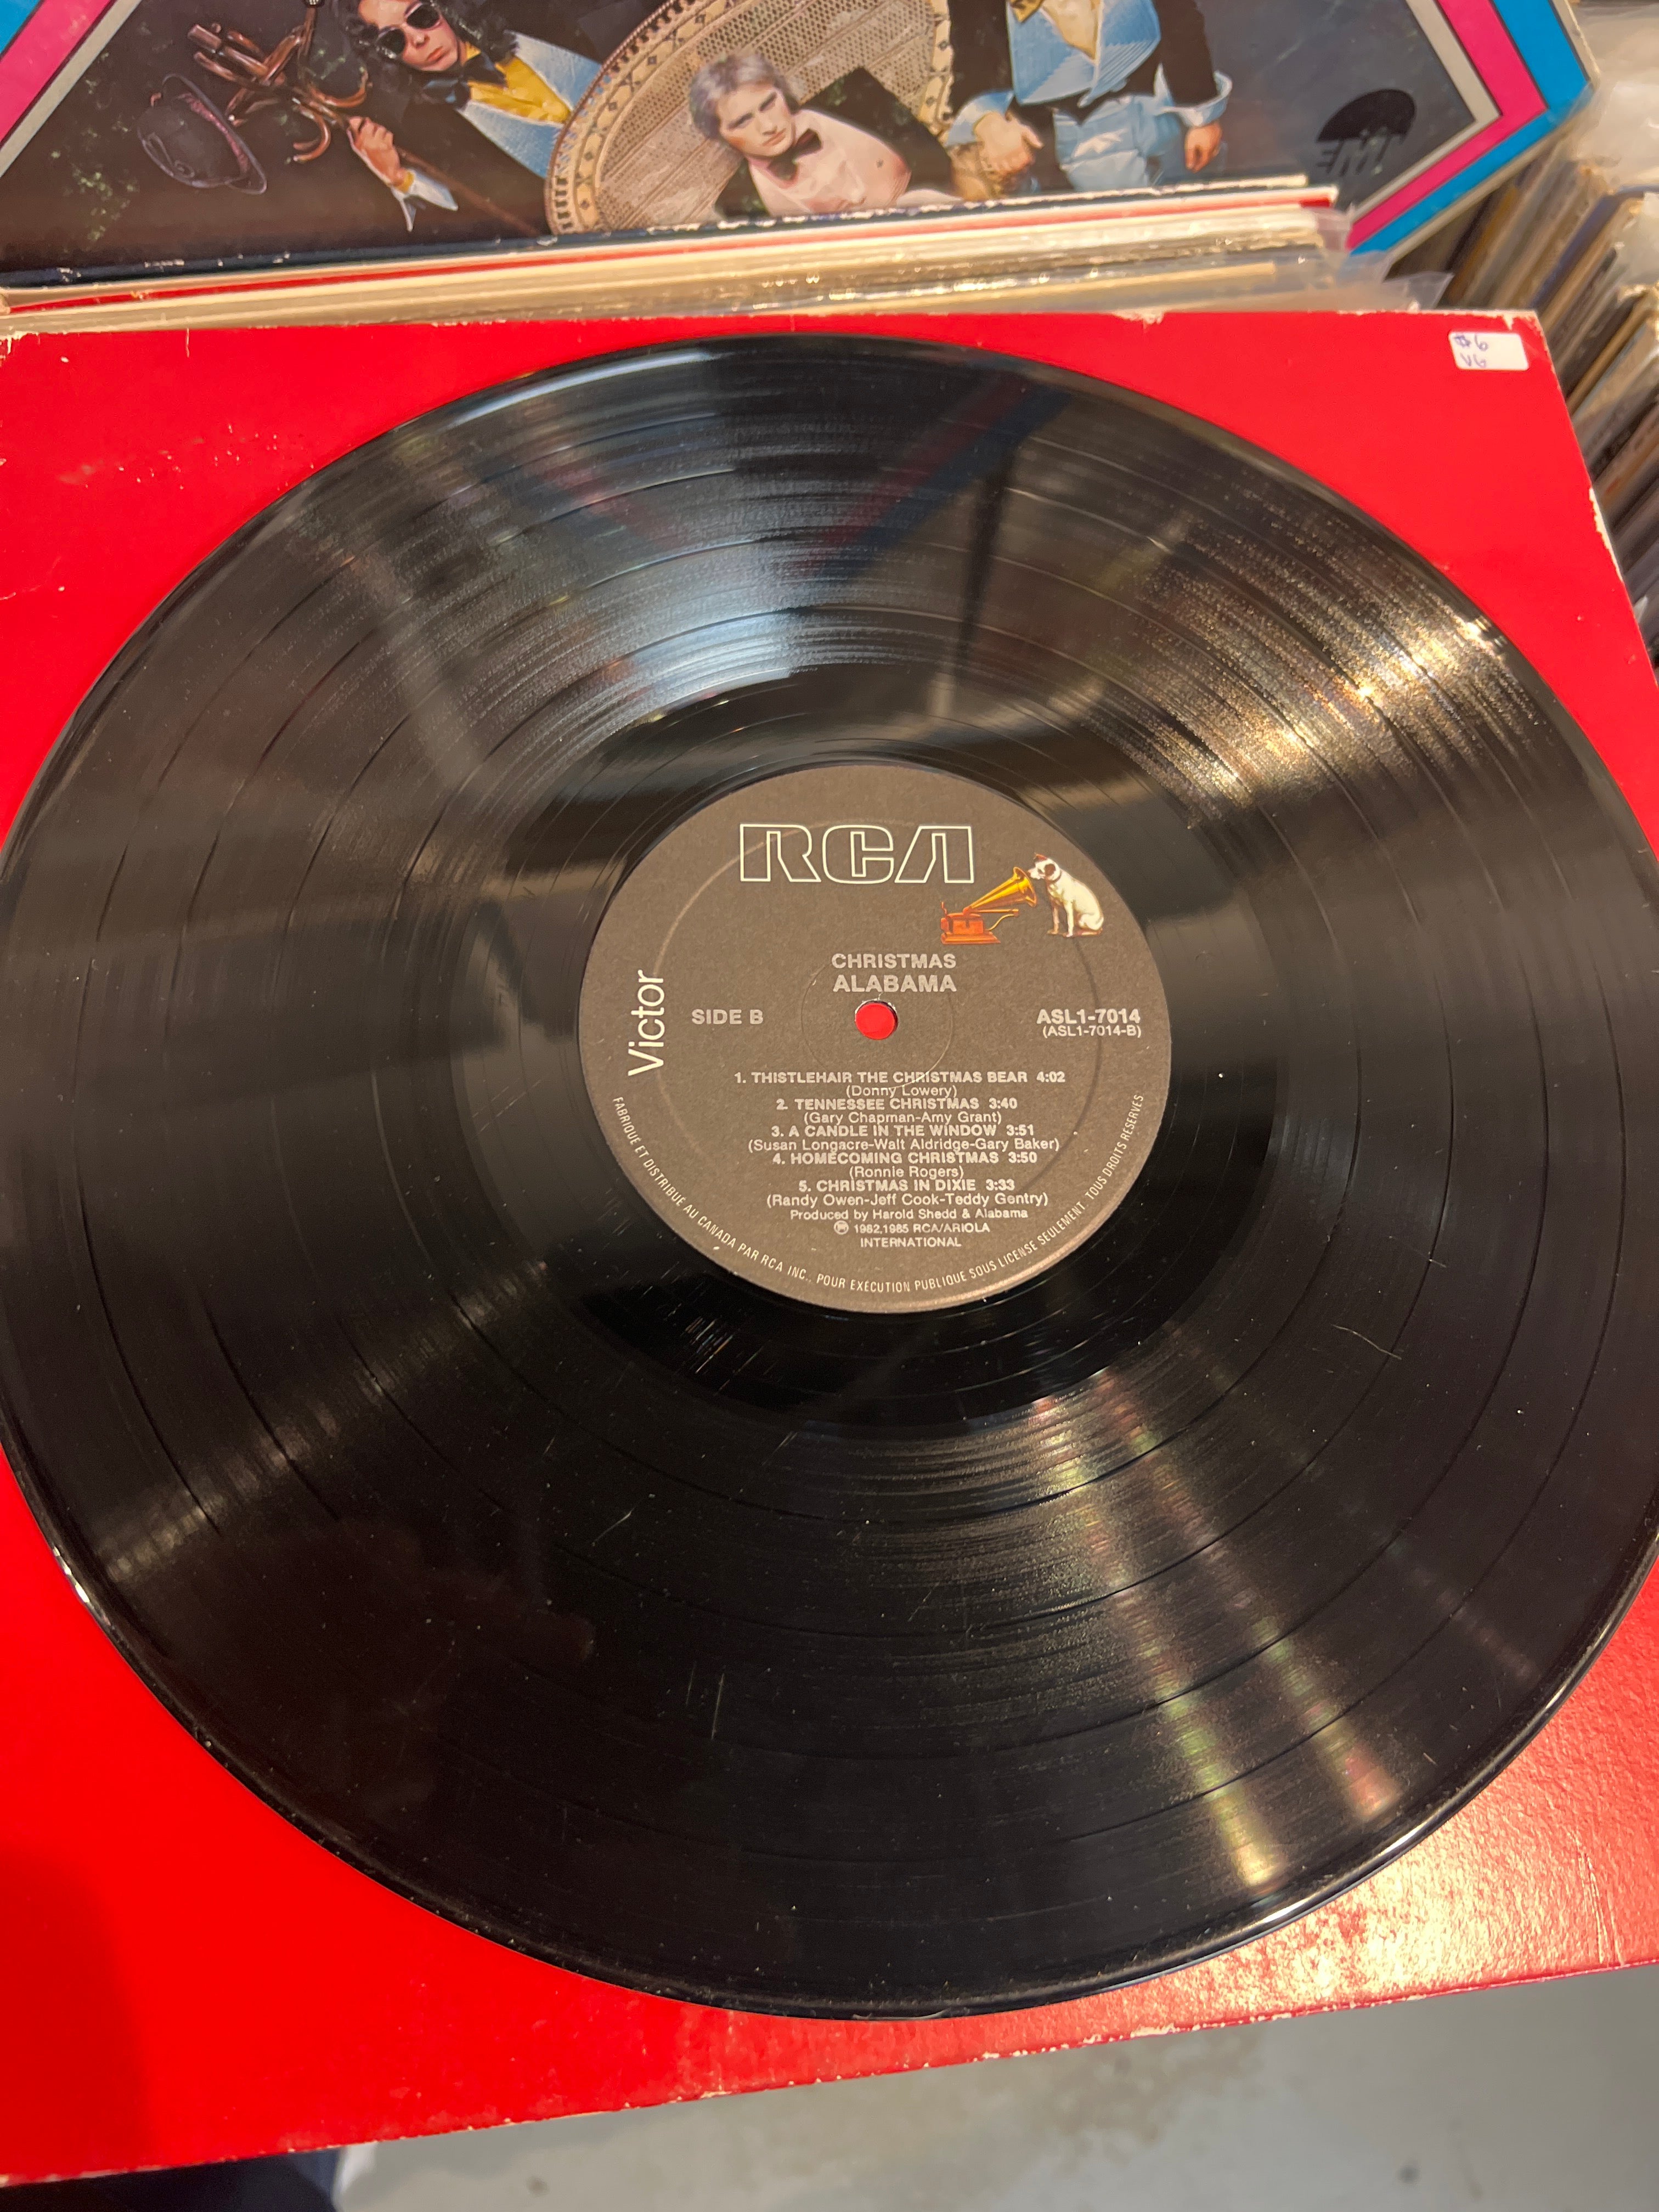 EMI
$6
VG
RCA
CHRISTMAS
ALABAMA
Victor
SIDE B
ASL1-7014
(ASL1-7014-B)
1. THISTLEHAIR THE CHRISTMAS BEAR 4:02
(Donny Lowery)
2. TENNESSEE CHRISTMAS 3:40
(Gary Chapman-Amy Grant)
3. A CANDLE IN THE WINDOW 3:51
(Susan Longacre-Walt Aldridge-Gary Baker)
4. HOMECOMING CHRISTMAS 3:50
(Ronnie Rogers)
5. CHRISTMAS IN DIXIE 3:33
(Randy Owen-Jeff Cook-Teddy Gentry)
Produced by Harold Shedd & Alabama
℗ 1982,1985 RCA/ARIOLA
INTERNATIONAL
FABRIQUE ET DISTRIBUE AU CANADA PAR RCA INC., POUR EXECUTION PUBLIQUE SOUS LICENSE SEULEMENT. TOUS DROITS RESERVES